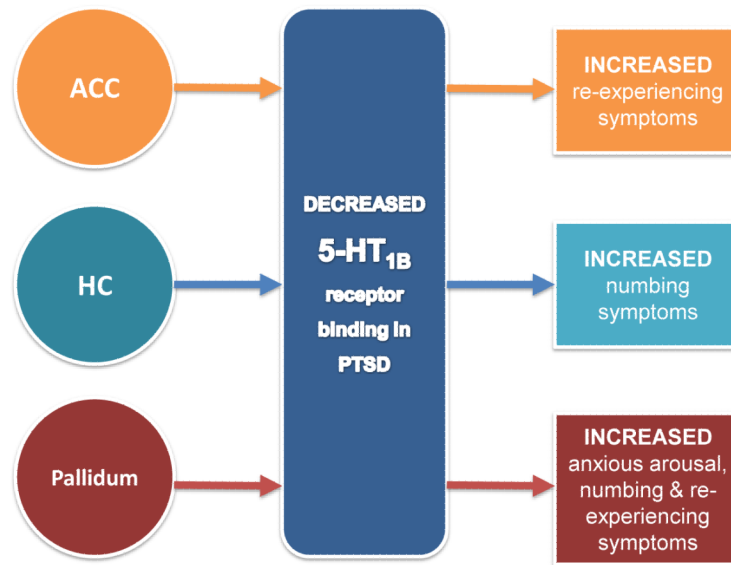 ACC
INCREASED
re-experiencing
symptoms
DECREASED
5-HT1B
receptor
binding in
PTSD
HC
INCREASED
numbing
symptoms
Pallidum
INCREASED
anxious arousal,
numbing & re-
experiencing
symptoms